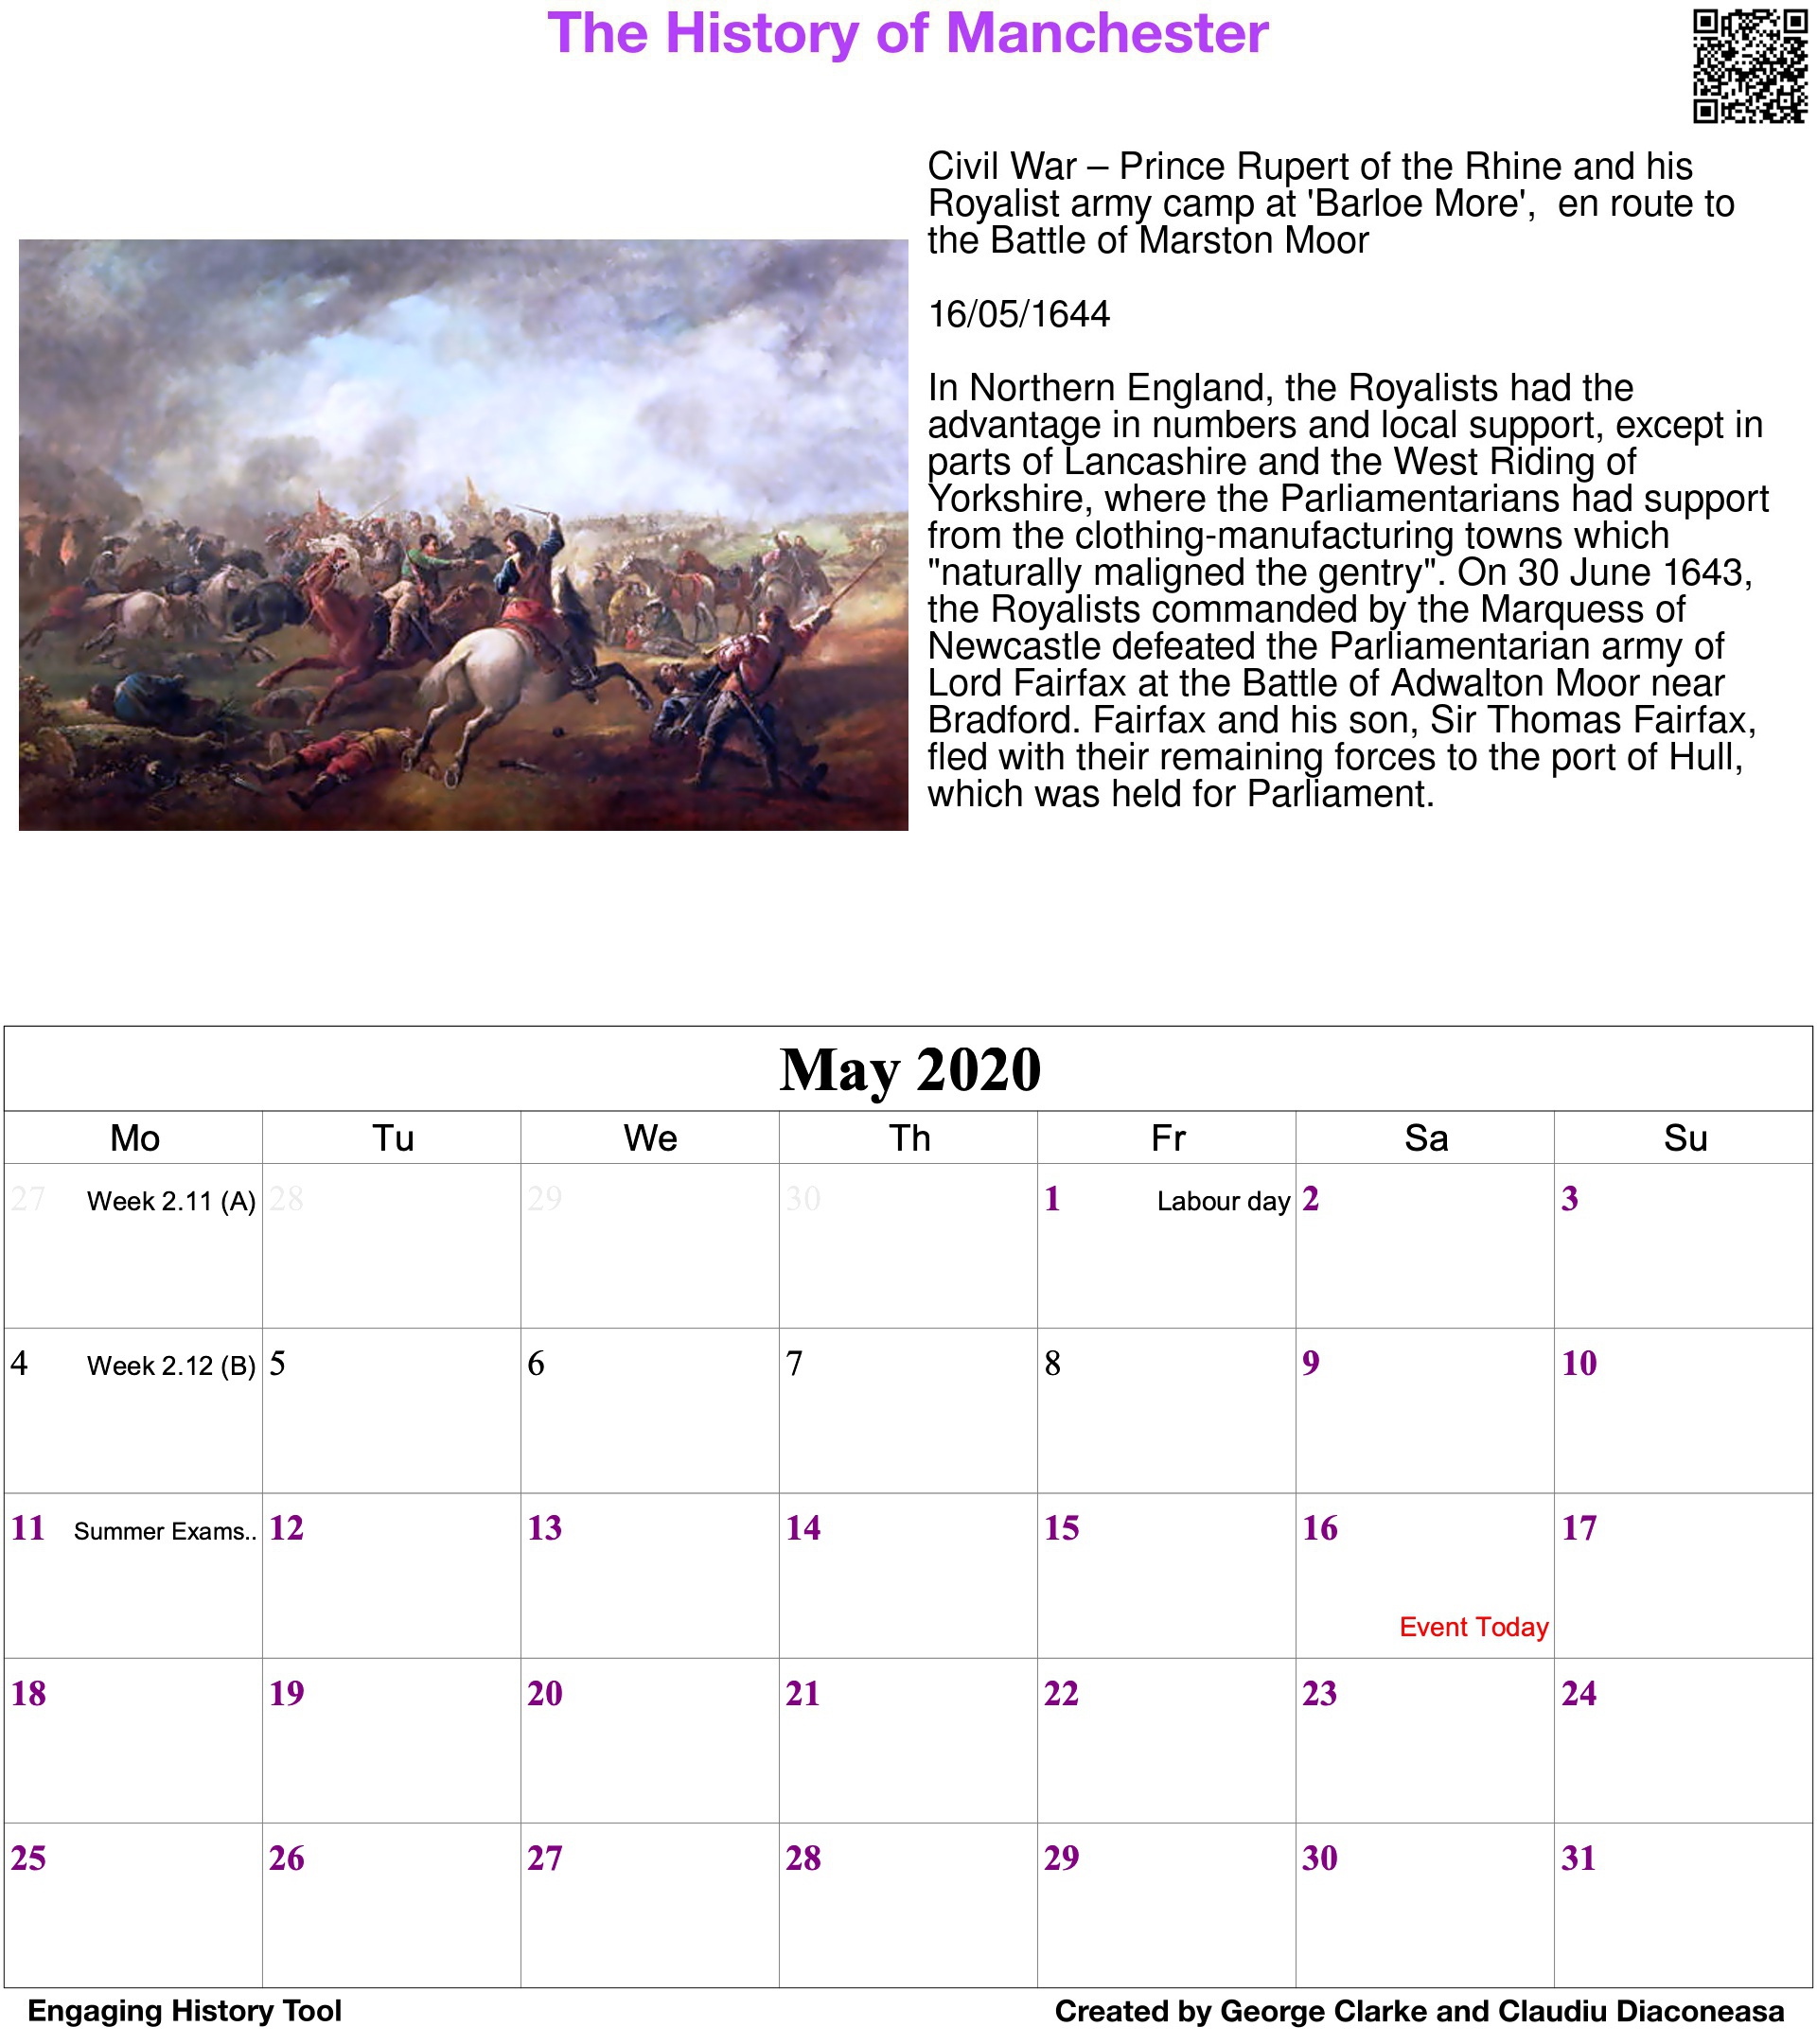 The History of Manchester
Civil War – Prince Rupert of the Rhine and his
Royalist army camp at 'Barloe More',  en route to
the Battle of Marston Moor
16/05/1644
In Northern England, the Royalists had the
advantage in numbers and local support, except in
parts of Lancashire and the West Riding of
Yorkshire, where the Parliamentarians had support
from the clothing-manufacturing towns which
"naturally maligned the gentry". On 30 June 1643,
the Royalists commanded by the Marquess of
Newcastle defeated the Parliamentarian army of
Lord Fairfax at the Battle of Adwalton Moor near
Bradford. Fairfax and his son, Sir Thomas Fairfax,
fled with their remaining forces to the port of Hull,
which was held for Parliament.
May 2020
Mo Tu We Th Fr Sa Su
27 Week 2.11 (A) 28 29 30 1 Labour day 2 3
4 Week 2.12 (B) 5 6 7 8 9 10
11 Summer Exams.. 12 13 14 15 16 17
Event Today
18 19 20 21 22 23 24
25 26 27 28 29 30 31
Engaging History Tool Created by George Clarke and Claudiu Diaconeasa